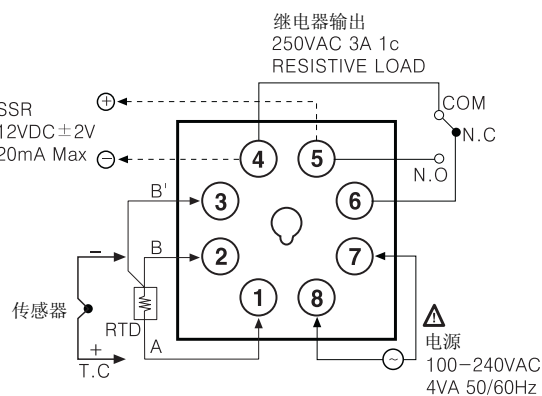 继电器输出
250VAC 3A 1c
RESISTIVE LOAD
SSR
12VDC±2V
20mA Max
+
−
COM
N.C
N.O
4
5
3
6
2
7
1
8
B'
B
A
RTD
传感器
−
+
T.C
电源
100-240VAC
4VA 50/60Hz